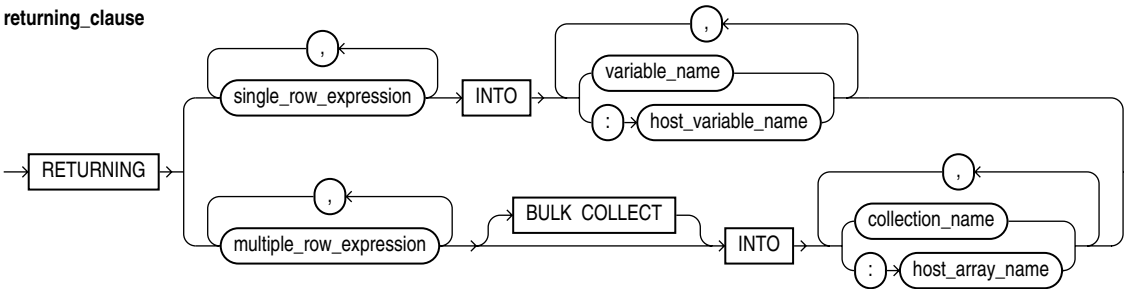 returning_clause
,
,
single_row_expression INTO variable_name
: host_variable_name
RETURNING
,
,
BULK COLLECT
collection_name
multiple_row_expression INTO
: host_array_name